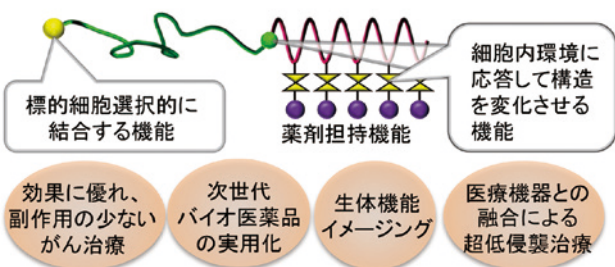 標的細胞選択的に
結合する機能
薬剤担持機能
細胞内環境に
応答して構造
を変化させる
機能
効果に優れ、
副作用の少ない
がん治療
次世代
バイオ医薬品
の実用化
生体機能
イメージング
医療機器との
融合による
超低侵襲治療